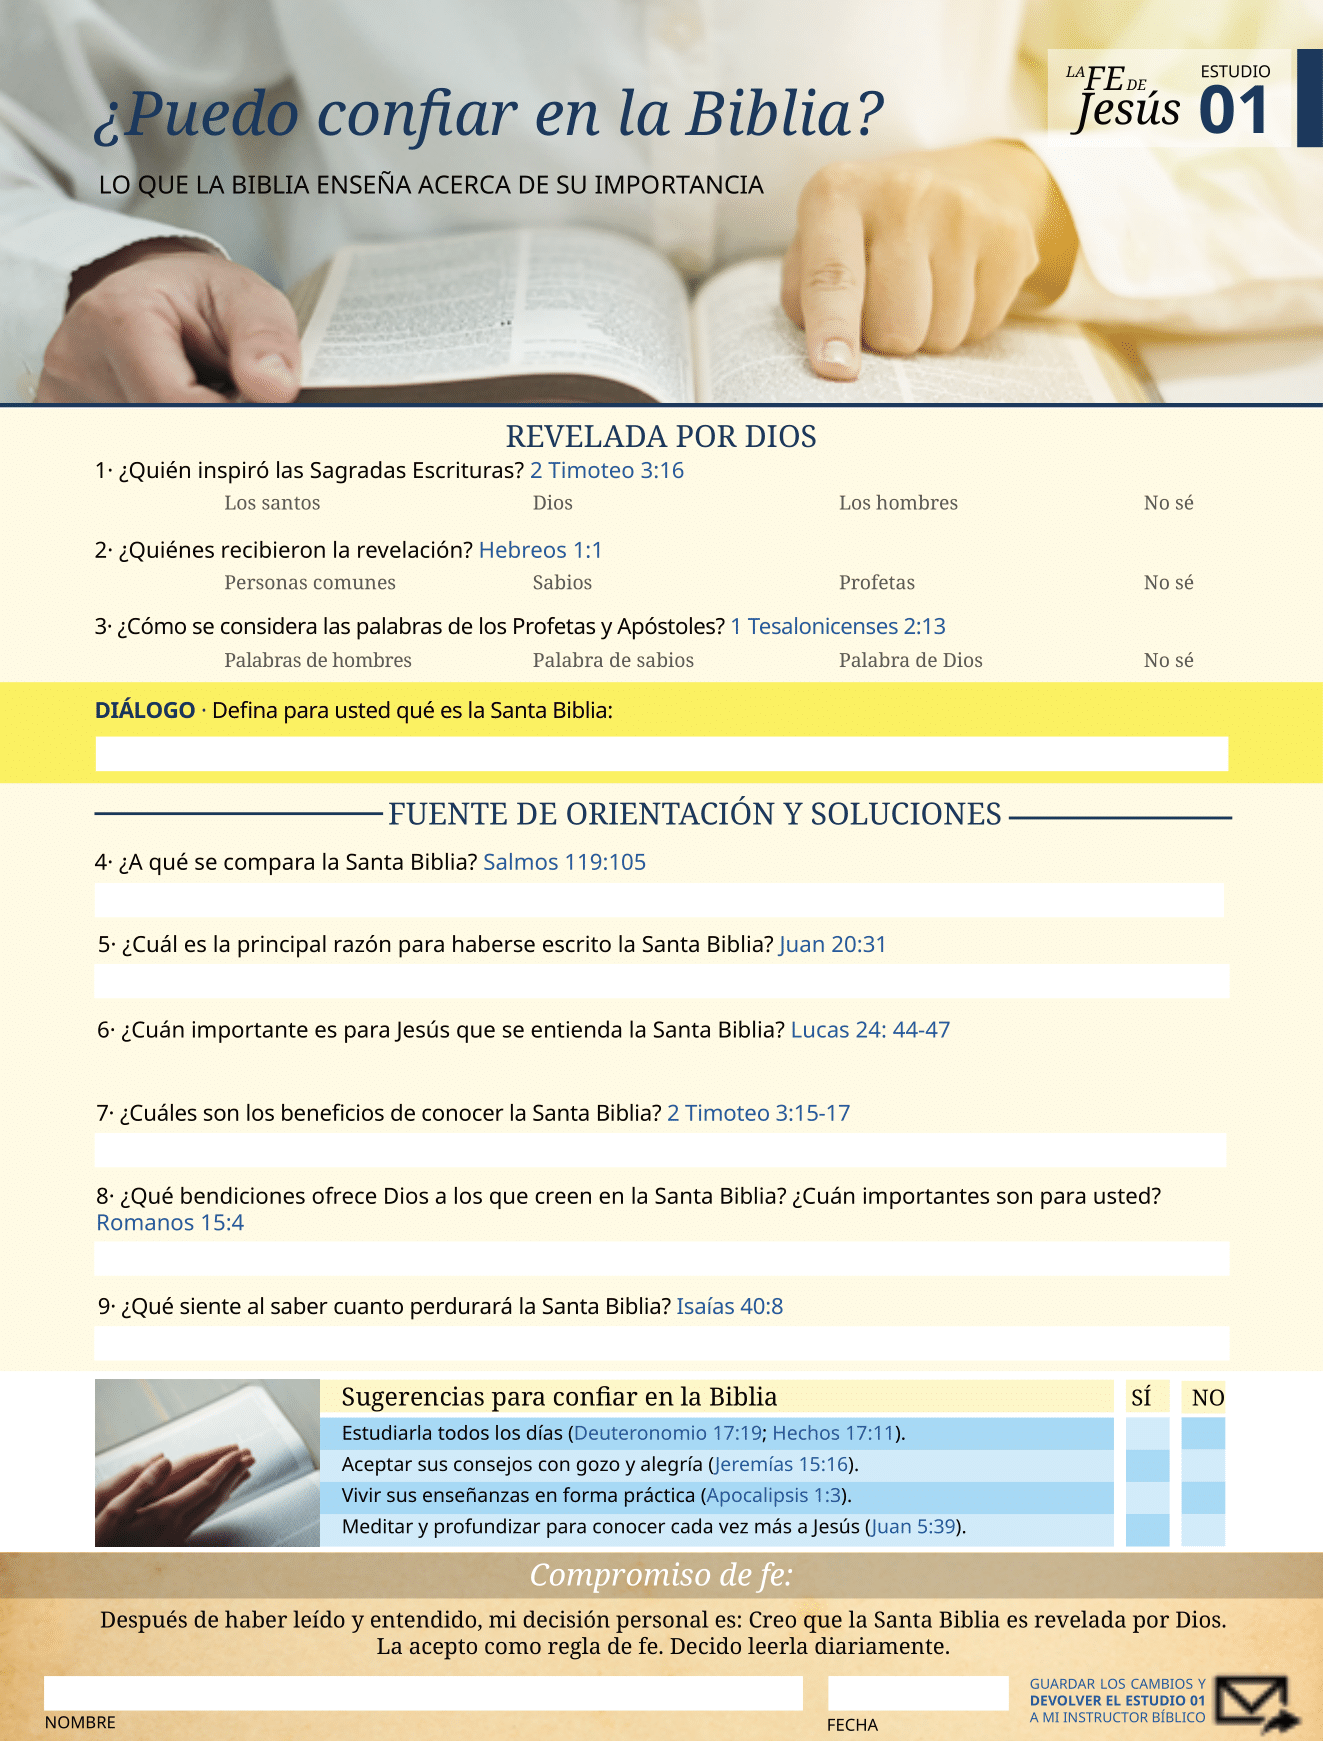 ¿Puedo confiar en la Biblia?
LO QUE LA BIBLIA ENSEÑA ACERCA DE SU IMPORTANCIA
LA FE DE
Jesús
ESTUDIO
01
REVELADA POR DIOS
1· ¿Quién inspiró las Sagradas Escrituras? 2 Timoteo 3:16
Los santos Dios Los hombres No sé
2· ¿Quiénes recibieron la revelación? Hebreos 1:1
Personas comunes Sabios Profetas No sé
3· ¿Cómo se considera las palabras de los Profetas y Apóstoles? 1 Tesalonicenses 2:13
Palabras de hombres Palabra de sabios Palabra de Dios No sé
DIÁLOGO · Defina para usted qué es la Santa Biblia:
FUENTE DE ORIENTACIÓN Y SOLUCIONES
4· ¿A qué se compara la Santa Biblia? Salmos 119:105
5· ¿Cuál es la principal razón para haberse escrito la Santa Biblia? Juan 20:31
6· ¿Cuán importante es para Jesús que se entienda la Santa Biblia? Lucas 24: 44-47
7· ¿Cuáles son los beneficios de conocer la Santa Biblia? 2 Timoteo 3:15-17
8· ¿Qué bendiciones ofrece Dios a los que creen en la Santa Biblia? ¿Cuán importantes son para usted?
Romanos 15:4
9· ¿Qué siente al saber cuanto perdurará la Santa Biblia? Isaías 40:8
Sugerencias para confiar en la Biblia SÍ NO
Estudiarla todos los días (Deuteronomio 17:19; Hechos 17:11).
Aceptar sus consejos con gozo y alegría (Jeremías 15:16).
Vivir sus enseñanzas en forma práctica (Apocalipsis 1:3).
Meditar y profundizar para conocer cada vez más a Jesús (Juan 5:39).
Compromiso de fe:
Después de haber leído y entendido, mi decisión personal es: Creo que la Santa Biblia es revelada por Dios.
La acepto como regla de fe. Decido leerla diariamente.
NOMBRE
FECHA
GUARDAR LOS CAMBIOS Y
DEVOLVER EL ESTUDIO 01
A MI INSTRUCTOR BÍBLICO